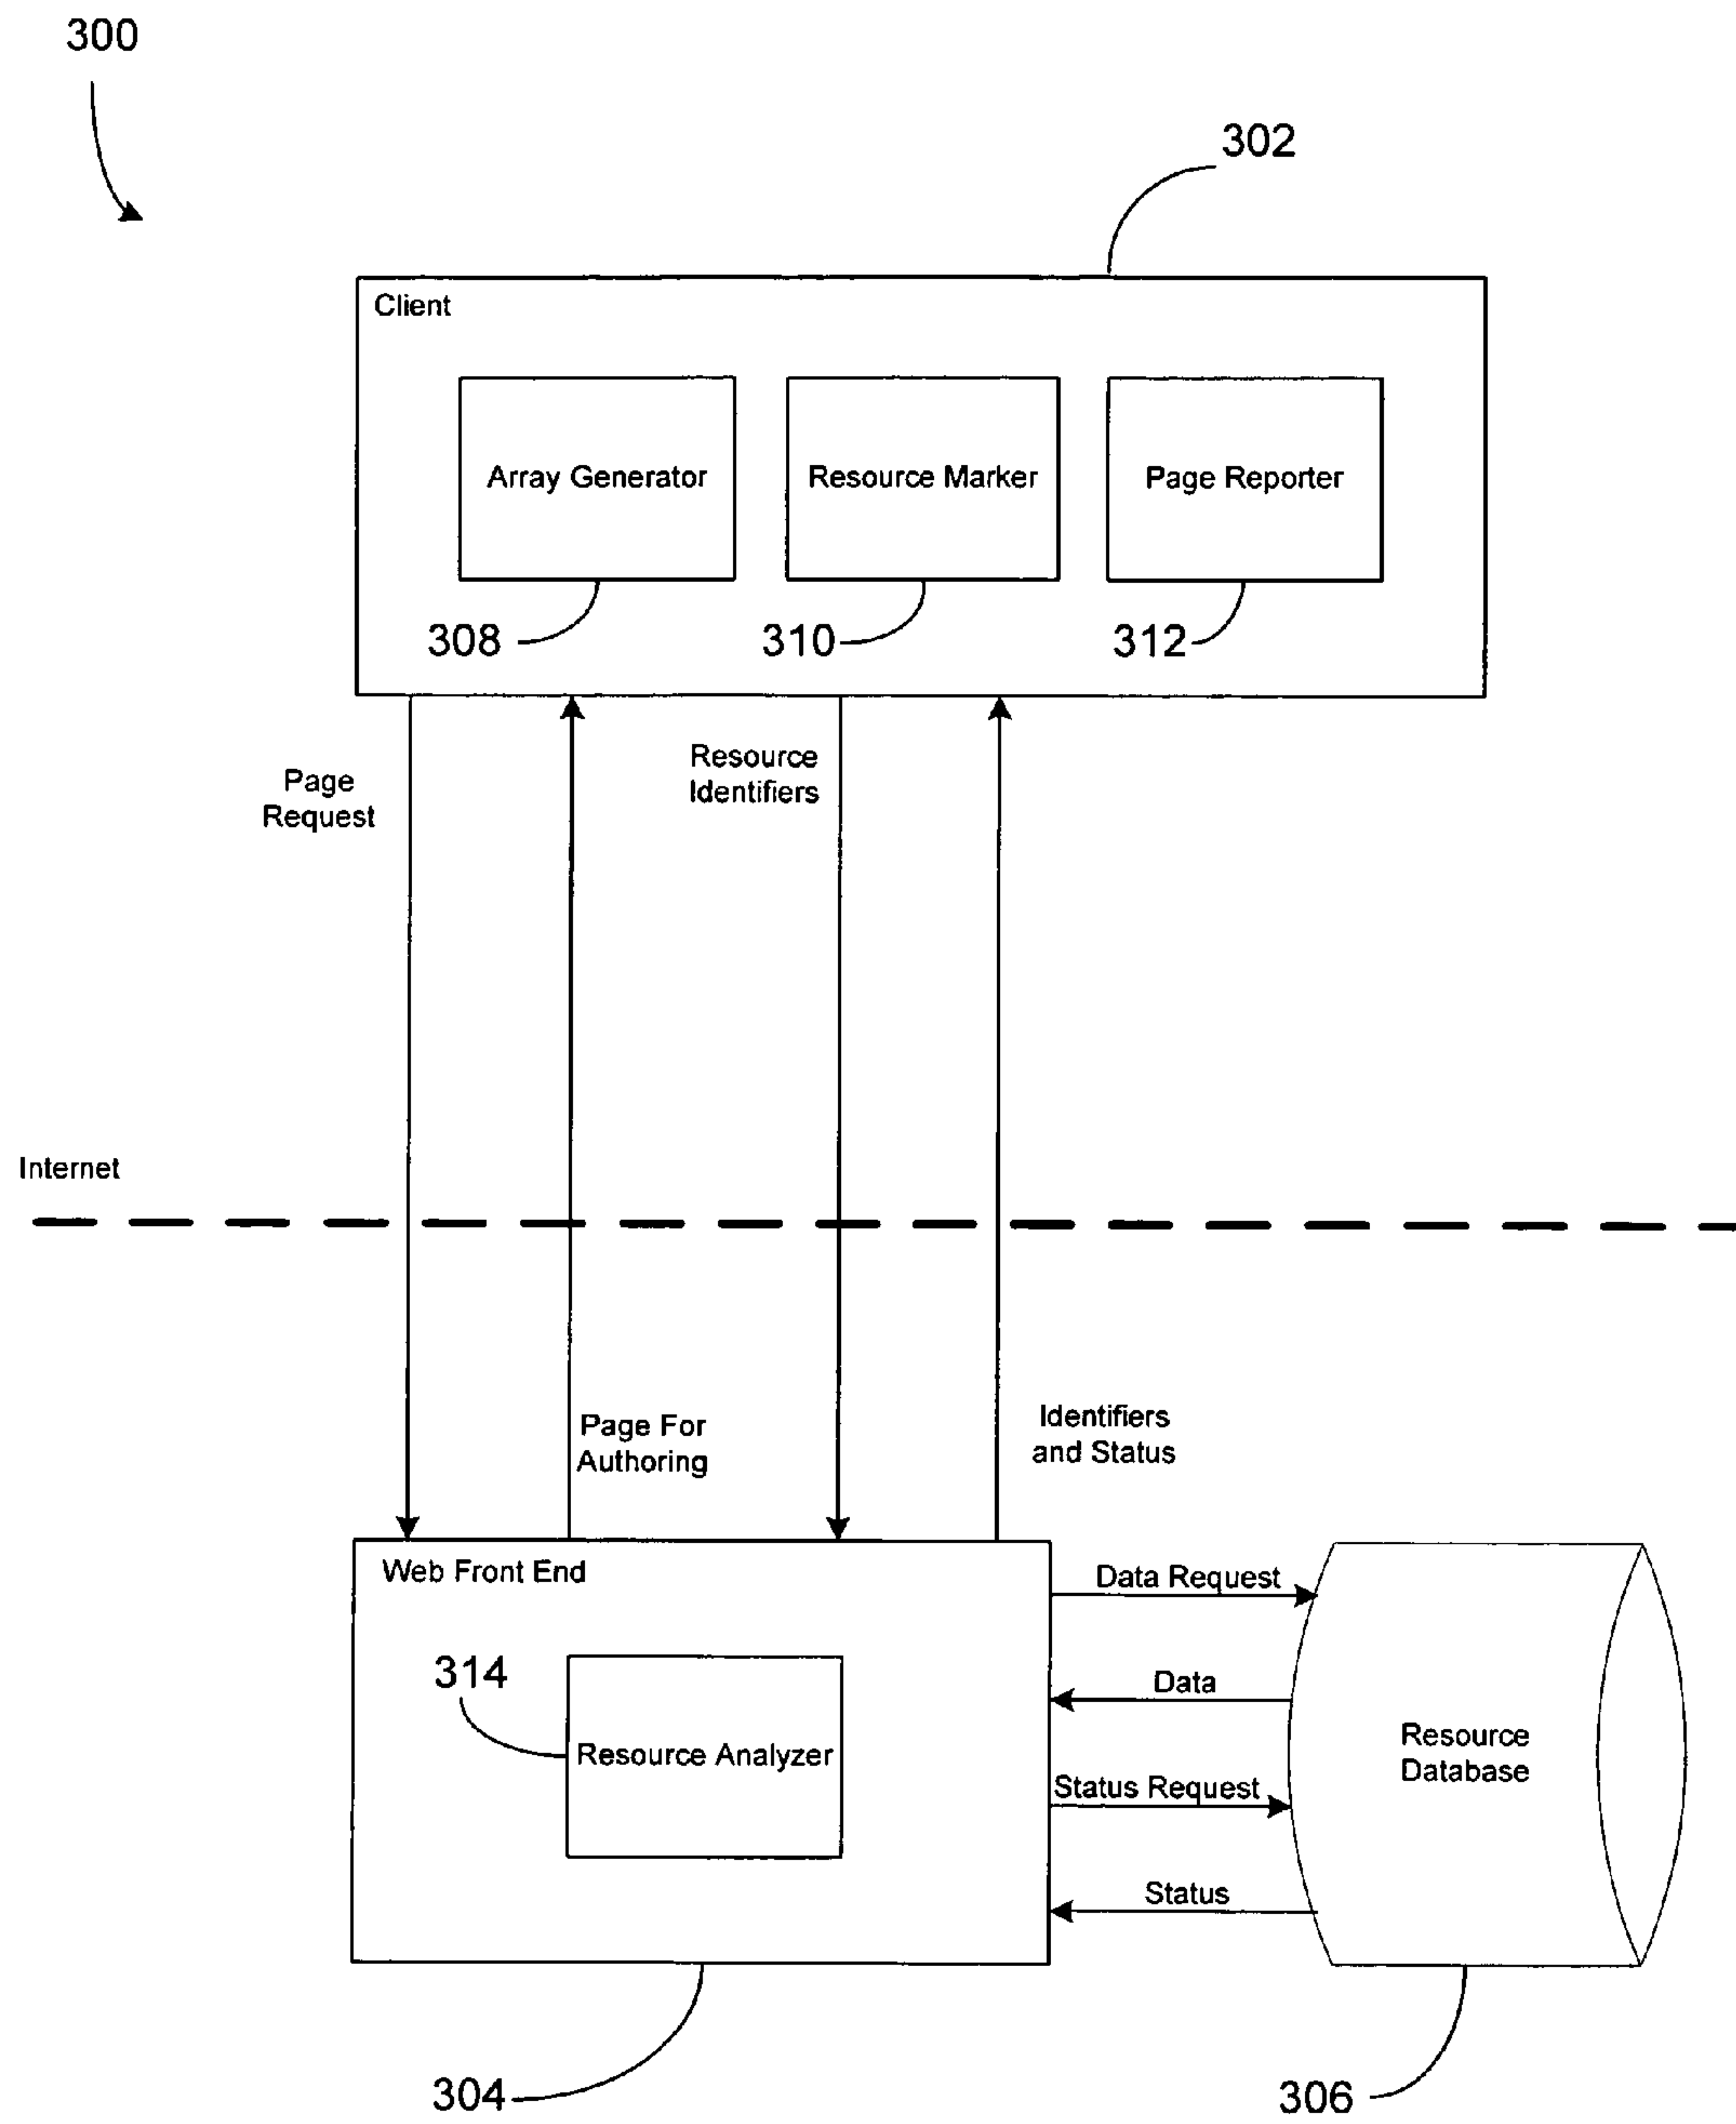 300
302
Client
Array Generator
Resource Marker
Page Reporter
308
310
312
Page
Request
Resource
Identifiers
Internet
Page For
Authoring
Identifiers
and Status
Web Front End
Data Request
314
Data
Resource Analyzer
Resource
Database
Status Request
Status
304
306